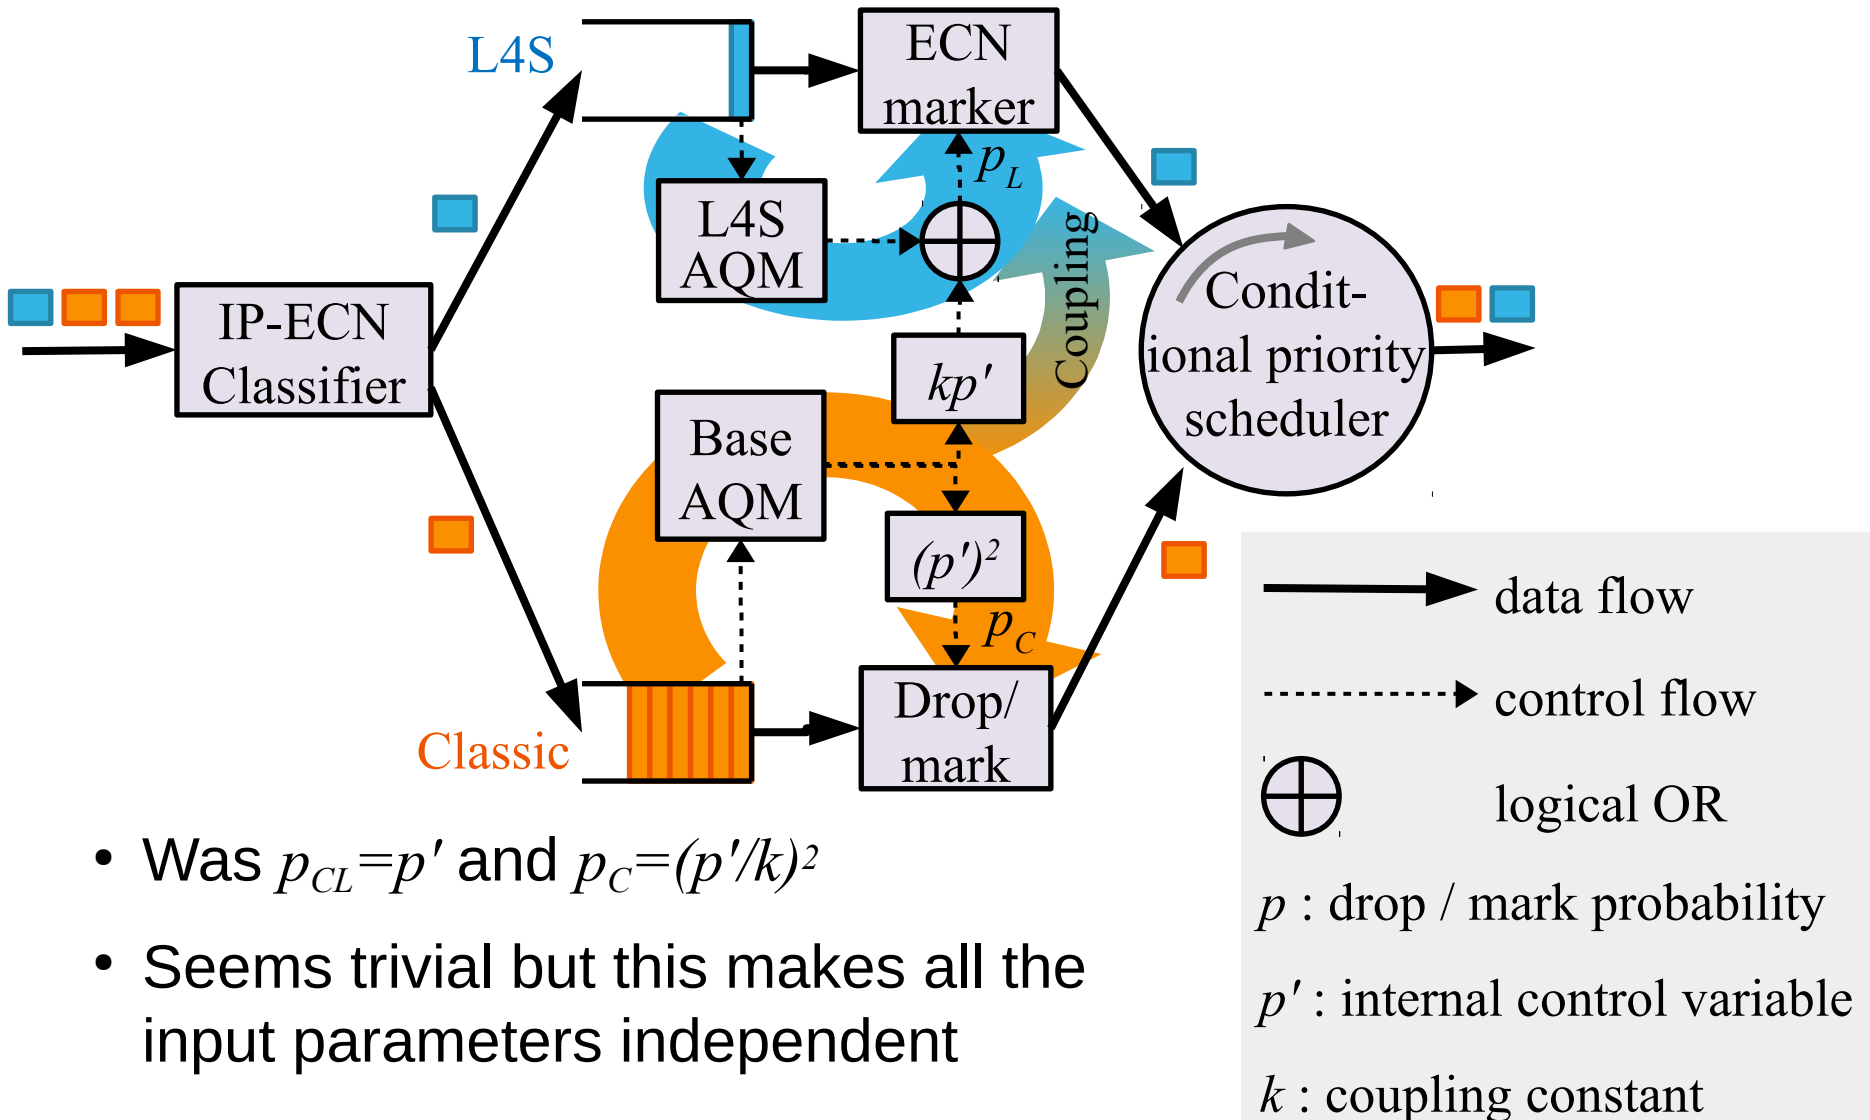 L4S
ECN
marker
p_L
L4S
AQM
Coupling
IP-ECN
Classifier
kp'
Base
AQM
(p')²
p_C
Condit-
ional priority
scheduler
Classic
Drop/
mark
data flow
control flow
logical OR
p : drop / mark probability
p' : internal control variable
k : coupling constant
• Was p_CL=p' and p_C=(p'/k)²
• Seems trivial but this makes all the
input parameters independent